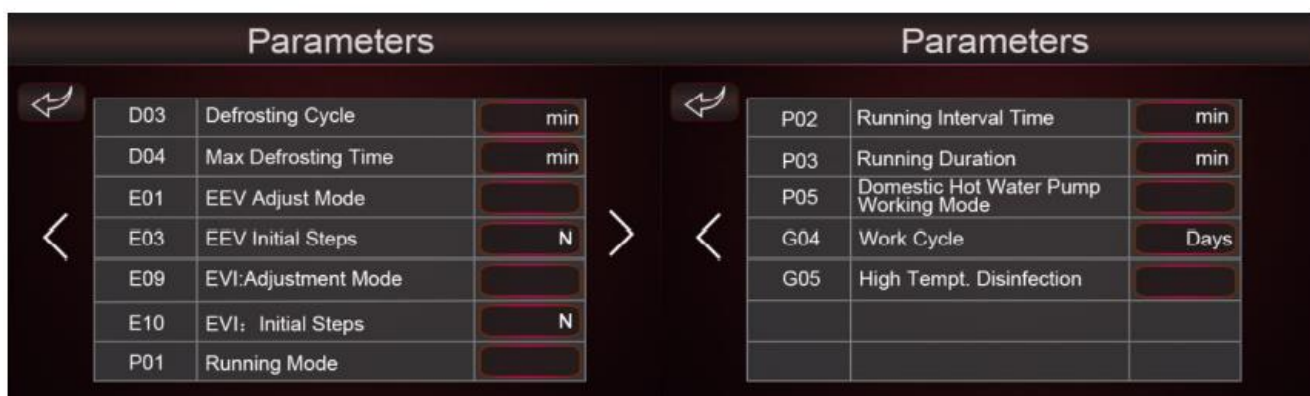 Parameters
D03 Defrosting Cycle min
D04 Max Defrosting Time min
E01 EEV Adjust Mode
E03 EEV Initial Steps N
E09 EVI:Adjustment Mode
E10 EVI：Initial Steps N
P01 Running Mode
Parameters
P02 Running Interval Time min
P03 Running Duration min
P05 Domestic Hot Water Pump
Working Mode
G04 Work Cycle Days
G05 High Tempt. Disinfection